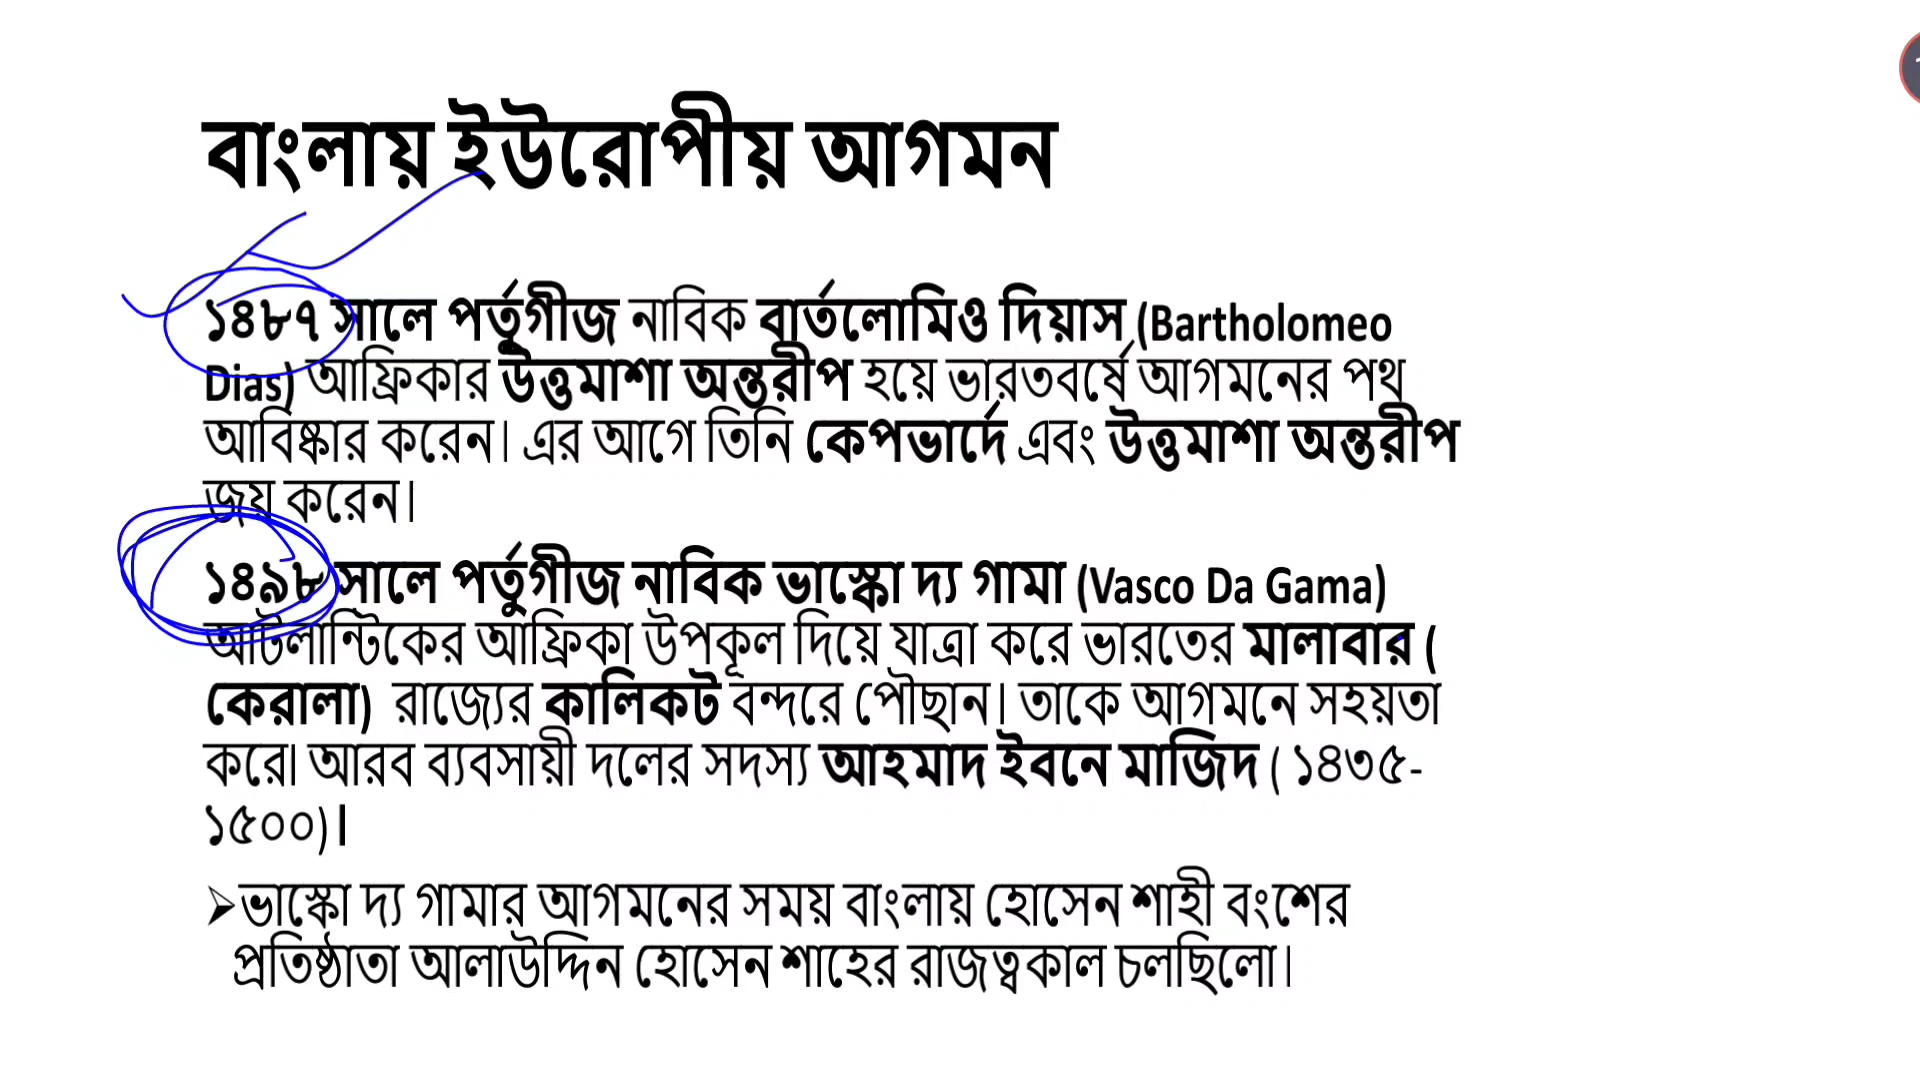 বাংলায় ইউরোপীয় আগমন
১৪৮৭ সালে পর্তুগীজ নাবিক বার্তলোমিও দিয়াস (Bartholomeo
Dias) আফ্রিকার উত্তমাশা অন্তরীপ হয়ে ভারতবর্ষে আগমনের পথ
আবিষ্কার করেন। এর আগে তিনি কেপভার্দে এবং উত্তমাশা অন্তরীপ
জয় করেন।
১৪৯৮ সালে পর্তুগীজ নাবিক ভাস্কো দ্য গামা (Vasco Da Gama)
আটলান্টিকের আফ্রিকা উপকূল দিয়ে যাত্রা করে ভারতের মালাবার (
কেরালা) রাজ্যের কালিকট বন্দরে পৌছান। তাকে আগমনে সহয়তা
করে৷ আরব ব্যবসায়ী দলের সদস্য আহমাদ ইবনে মাজিদ ( ১৪৩৫-
১৫০০)।
➢ভাস্কো দ্য গামার আগমনের সময় বাংলায় হোসেন শাহী বংশের
প্রতিষ্ঠাতা আলাউদ্দিন হোসেন শাহের রাজত্বকাল চলছিলো।